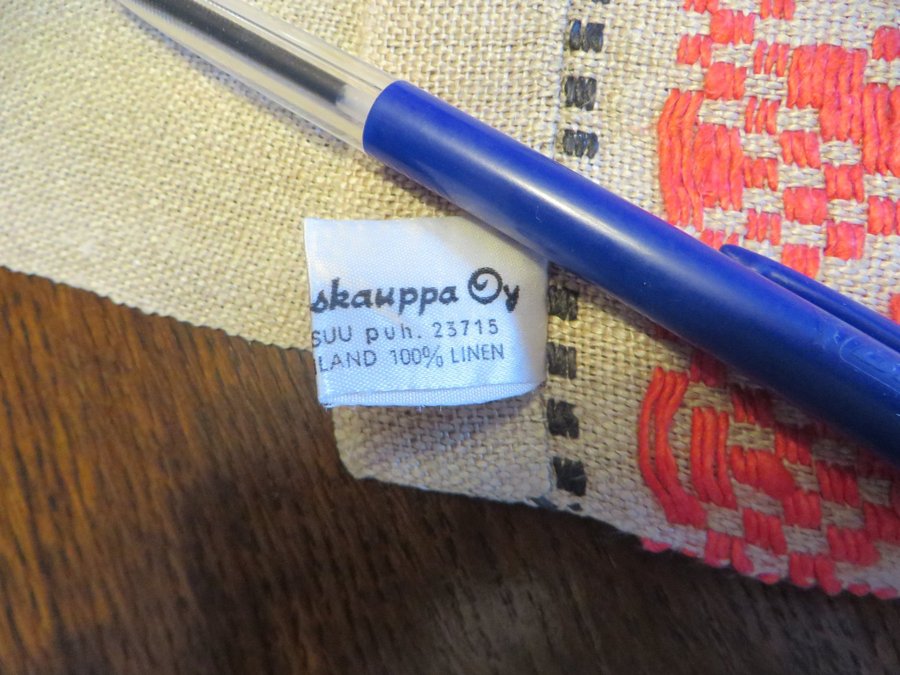 skauppa Oy
SUU puh. 23715
LAND 100% LINEN